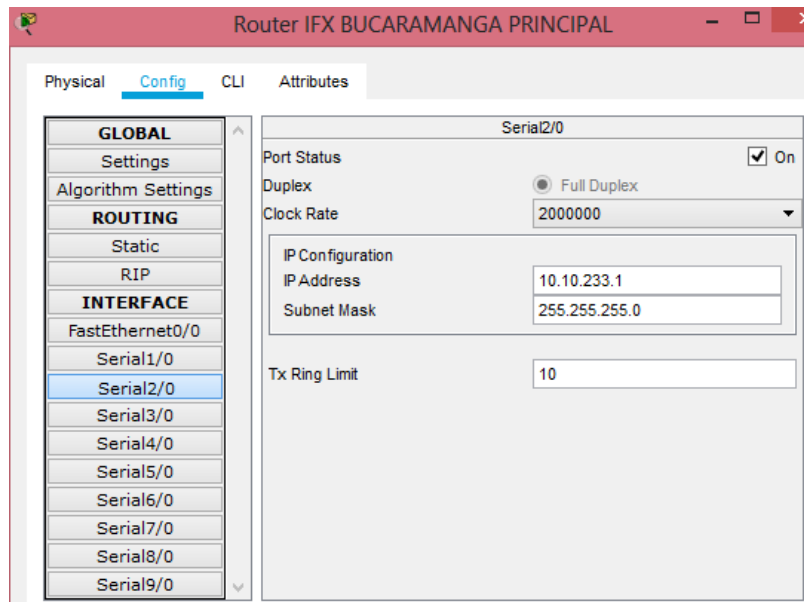 Router IFX BUCARAMANGA PRINCIPAL
Physical Config CLI Attributes
GLOBAL
Settings
Algorithm Settings
ROUTING
Static
RIP
INTERFACE
FastEthernet0/0
Serial1/0
Serial2/0
Serial3/0
Serial4/0
Serial5/0
Serial6/0
Serial7/0
Serial8/0
Serial9/0
Serial2/0
Port Status On
Duplex Full Duplex
Clock Rate 2000000
IP Configuration
IP Address 10.10.233.1
Subnet Mask 255.255.255.0
Tx Ring Limit 10